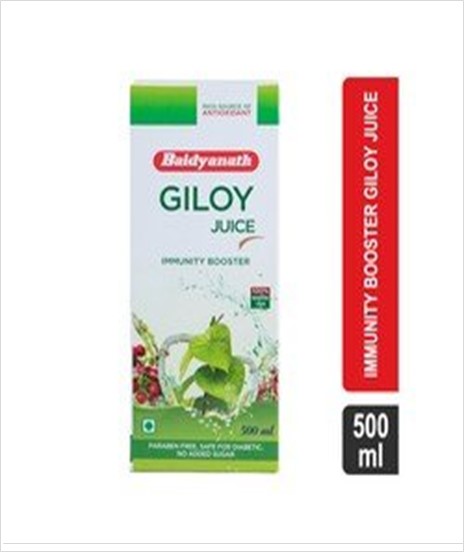 RICH SOURCE OF
ANTIOXIDANT
Baidyanath
GILOY
JUICE
IMMUNITY BOOSTER
500 ml
PARABEN FREE, SAFE FOR DIABETIC,
NO ADDED SUGAR
IMMUNITY BOOSTER GILOY JUICE
500
ml